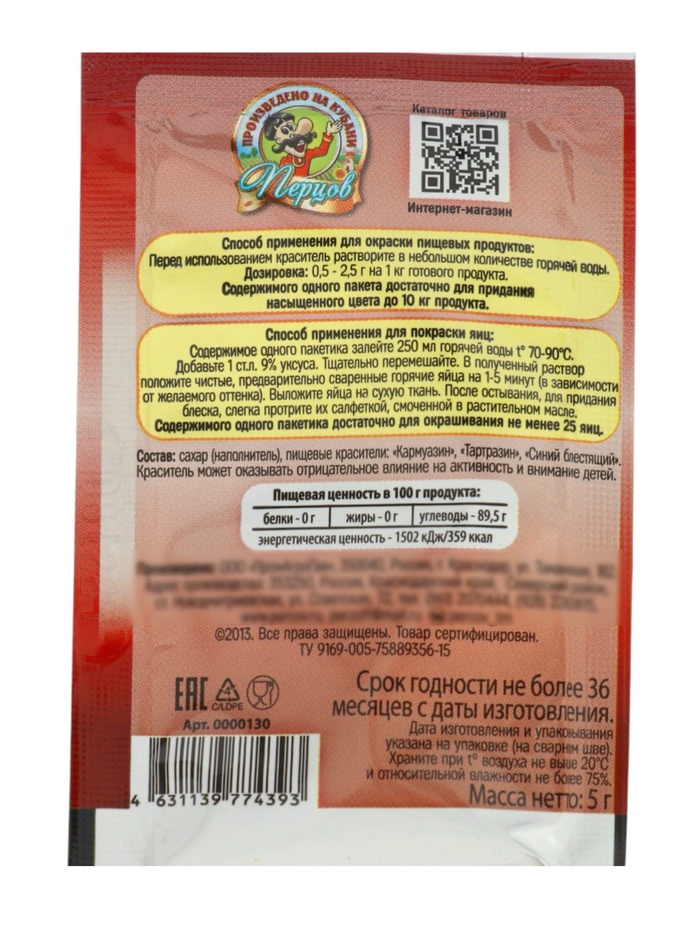 ПРОИЗВЕДЕНО НА КУБАНИ
Перцов
Каталог товаров
Интернет-магазин
Способ применения для окраски пищевых продуктов:
Перед использованием краситель растворите в небольшом количестве горячей воды.
Дозировка: 0,5 - 2,5 г на 1 кг готового продукта.
Содержимого одного пакета достаточно для придания
насыщенного цвета до 10 кг продукта.
Способ применения для покраски яиц:
Содержимое одного пакетика залейте 250 мл горячей воды t° 70-90°С.
Добавьте 1 ст.л. 9% уксуса. Тщательно перемешайте. В полученный раствор
положите чистые, предварительно сваренные горячие яйца на 1-5 минут (в зависимости
от желаемого оттенка). Выложите яйца на сухую ткань. После остывания, для придания
блеска, слегка протрите их салфеткой, смоченной в растительном масле.
Содержимого одного пакетика достаточно для окрашивания не менее 25 яиц.
Состав: сахар (наполнитель), пищевые красители: «Кармуазин», «Тартразин», «Синий блестящий».
Краситель может оказывать отрицательное влияние на активность и внимание детей.
Пищевая ценность в 100 г продукта:
белки - 0 г жиры - 0 г углеводы - 89,5 г
энергетическая ценность - 1502 кДж/359 ккал
©2013. Все права защищены. Товар сертифицирован.
ТУ 9169-005-75889356-15
Срок годности не более 36
месяцев с даты изготовления.
Дата изготовления и упаковывания
указана на упаковке (на сварном шве).
Храните при t° воздуха не выше 20°С
и относительной влажности не более 75%.
Масса нетто: 5 г
EAC 4 C/LDPE
Арт. 0000130
4 631139 774393